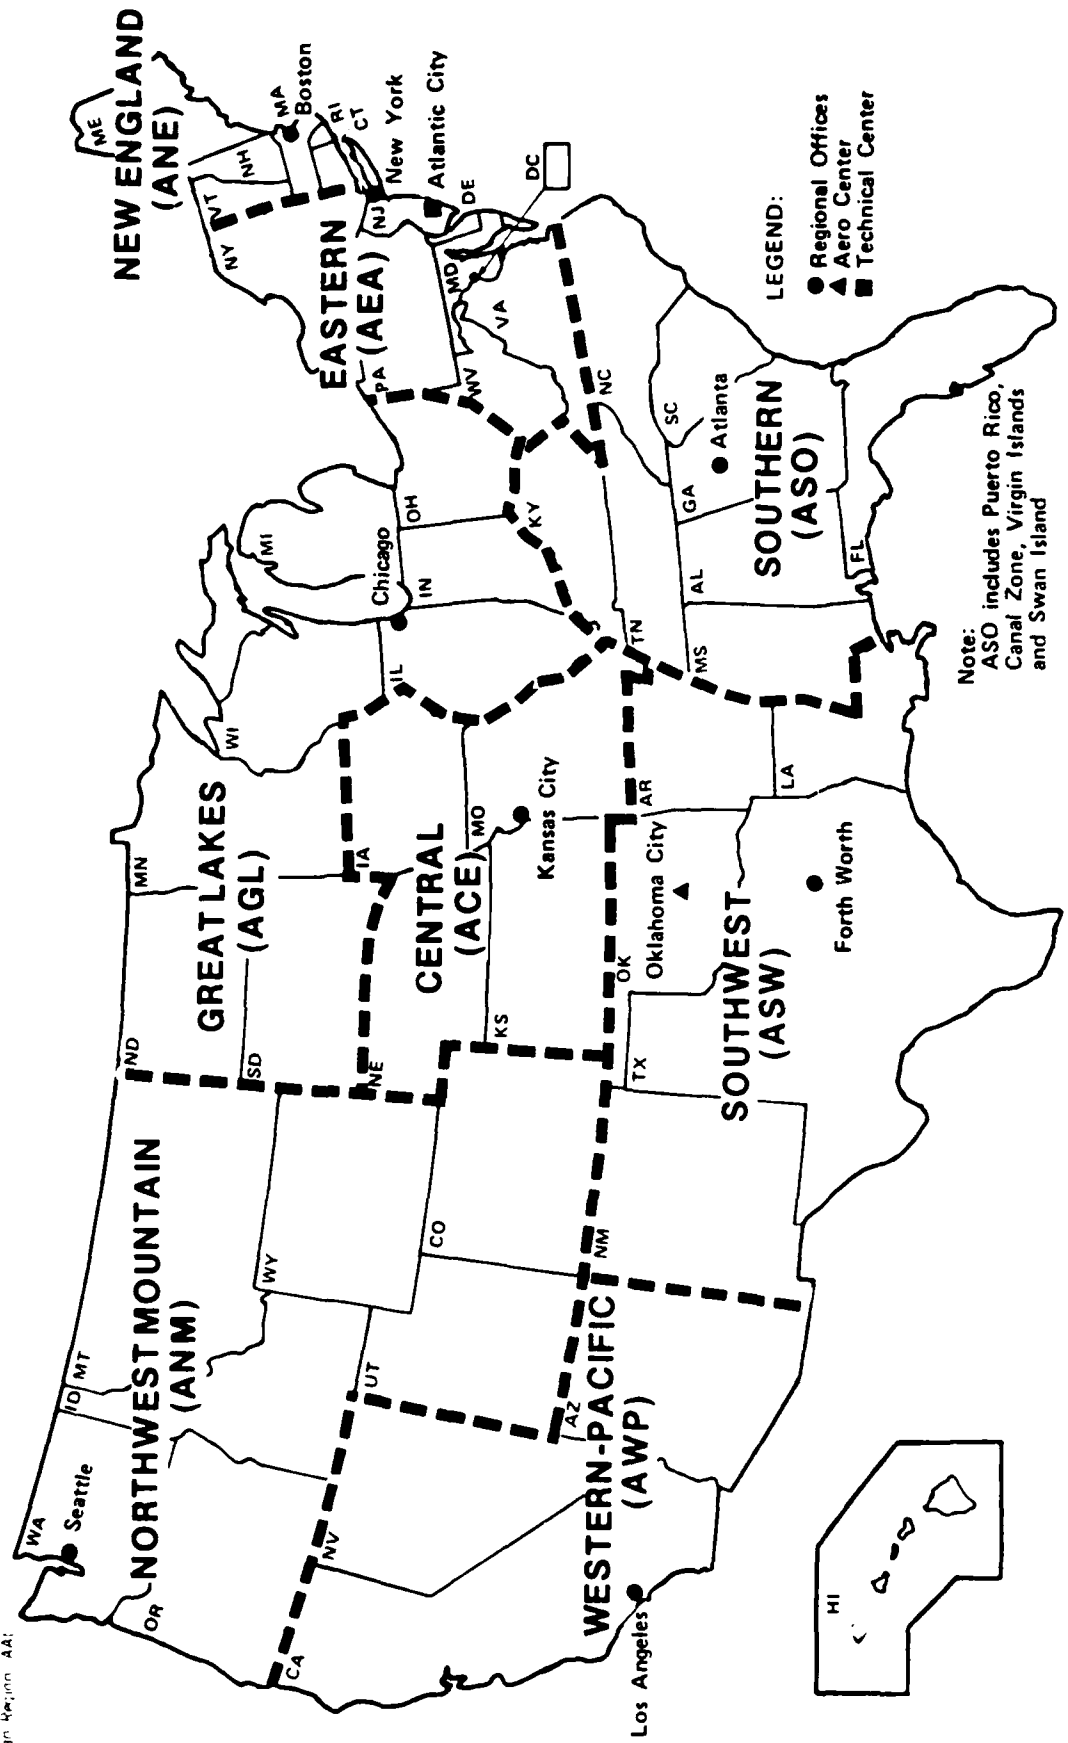 NEW ENGLAND
(ANE)
ME
VT
NH
MA
Boston
RI
CT
NY
New York
NJ
Atlantic City
EASTERN
(AEA)
PA
MD
DE
DC
WV
VA
GREAT LAKES
(AGL)
ND
MN
SD
WI
MI
Chicago
IL
IN
OH
CENTRAL
(ACE)
NE
IA
KS
MO
Kansas City
NORTHWEST MOUNTAIN
(ANM)
WA
Seattle
OR
ID
MT
WY
UT
CO
WESTERN-PACIFIC
(AWP)
CA
NV
AZ
Los Angeles
HI
SOUTHWEST
(ASW)
NM
TX
OK
Oklahoma City
AR
LA
Forth Worth
SOUTHERN
(ASO)
KY
TN
NC
SC
MS
AL
GA
Atlanta
FL
LEGEND:
Regional Offices
Aero Center
Technical Center
Note:
ASO includes Puerto Rico,
Canal Zone, Virgin Islands
and Swan Island